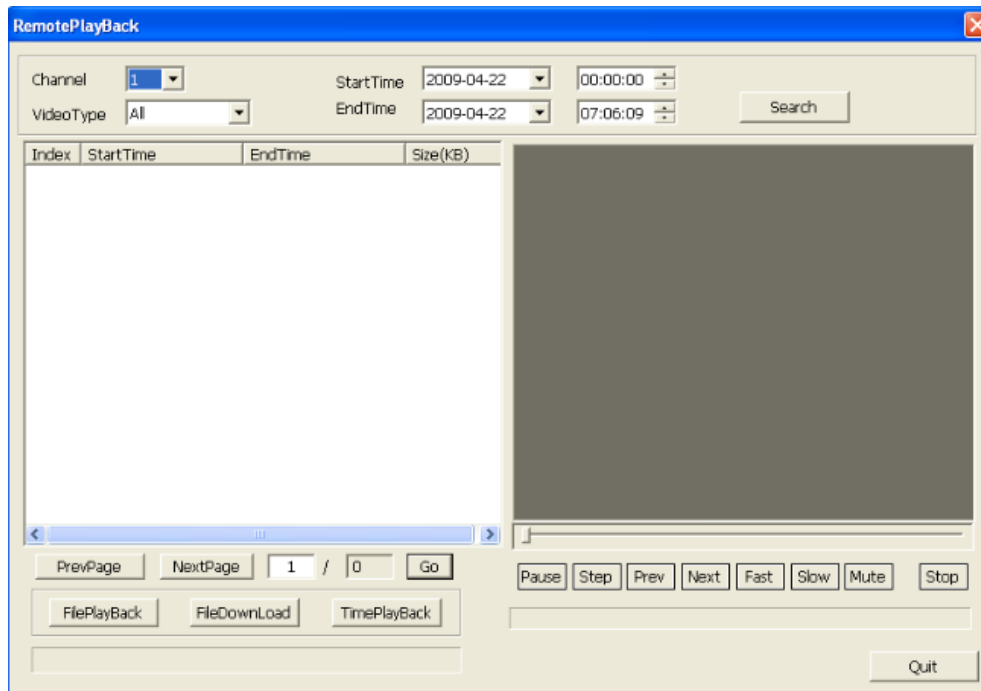 RemotePlayBack
Channel 1 StartTime 2009-04-22 00:00:00
VideoType All EndTime 2009-04-22 07:06:09 Search
Index StartTime EndTime Size(KB)
PrevPage NextPage 1 / 0 Go
Pause Step Prev Next Fast Slow Mute Stop
FilePlayBack FileDownLoad TimePlayBack
Quit